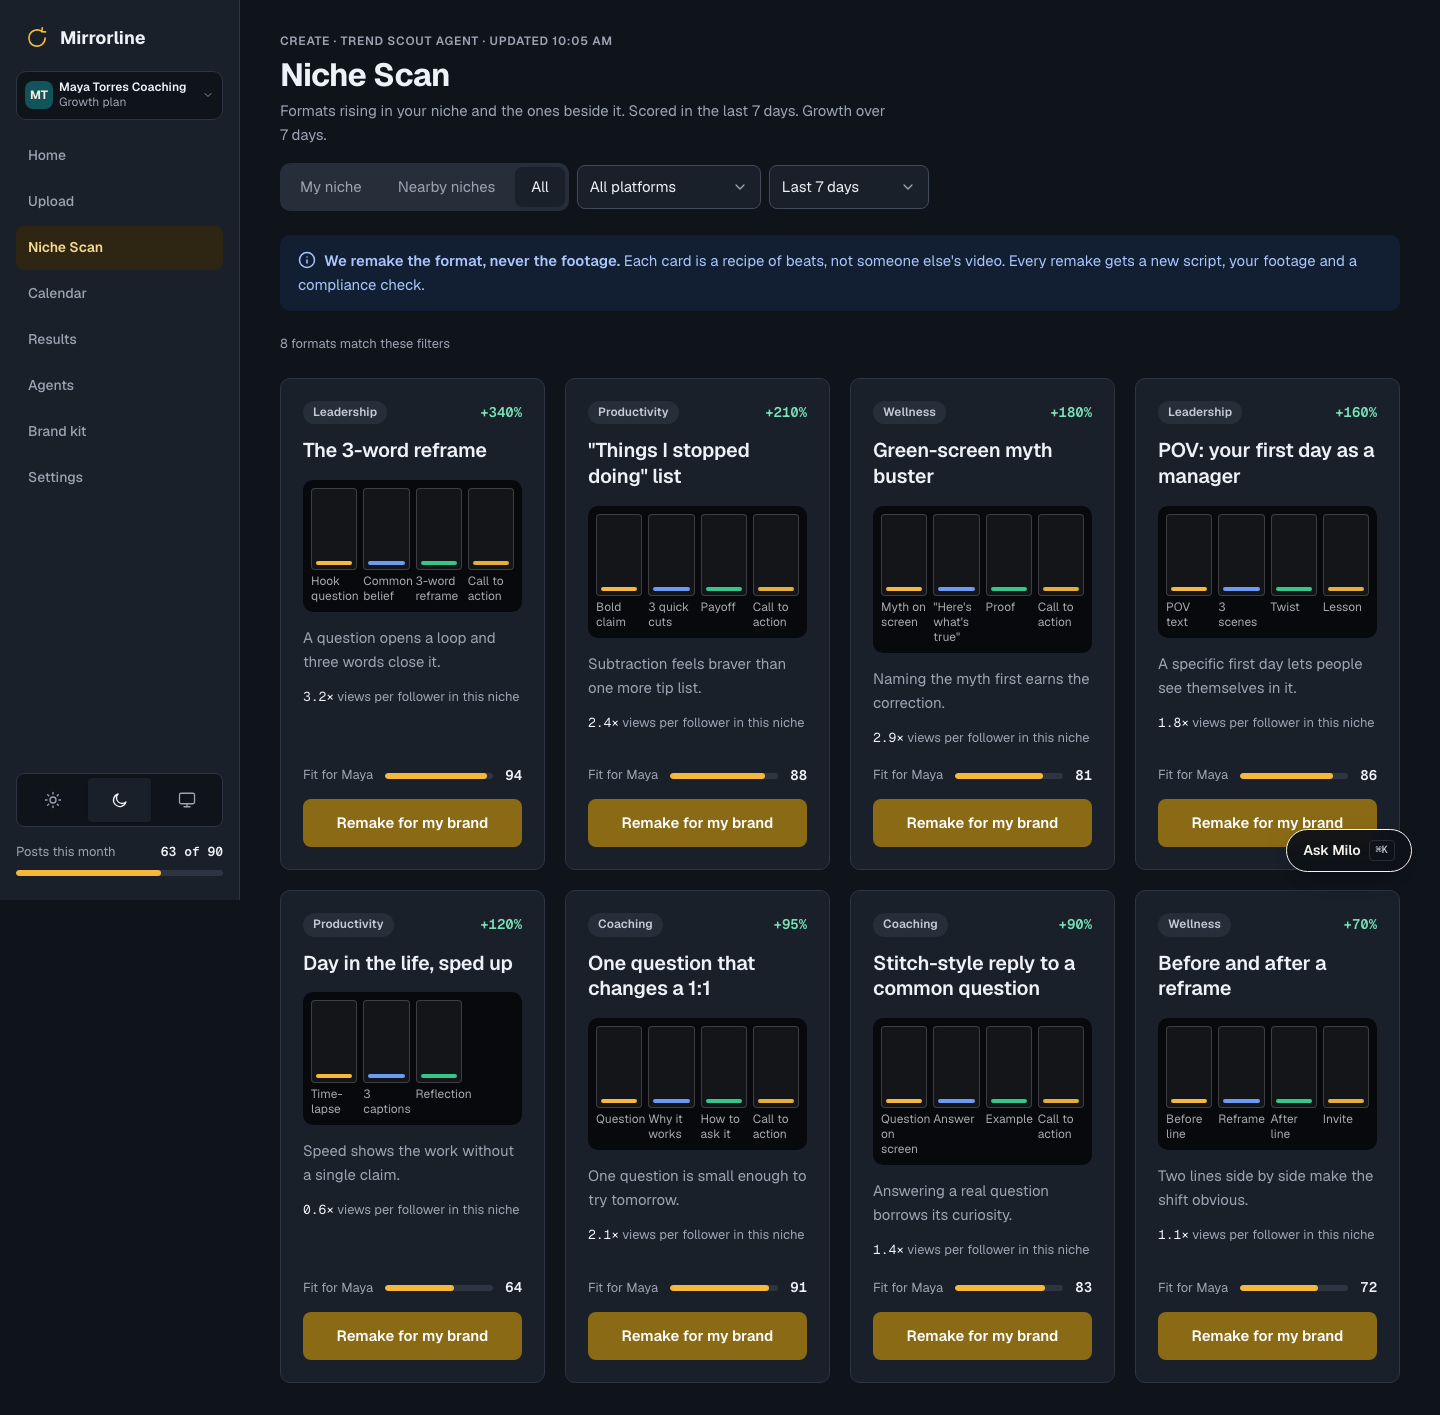 Mirrorline
MT
Maya Torres Coaching
Growth plan
Home
Upload
Niche Scan
Calendar
Results
Agents
Brand kit
Settings
Posts this month
63 of 90
CREATE · TREND SCOUT AGENT · UPDATED 10:05 AM
Niche Scan
Formats rising in your niche and the ones beside it. Scored in the last 7 days. Growth over
7 days.
My niche
Nearby niches
All
All platforms
Last 7 days
We remake the format, never the footage. Each card is a recipe of beats, not someone else's video. Every remake gets a new script, your footage and a
compliance check.
8 formats match these filters
Leadership
+340%
The 3-word reframe
Hook
question
Common
belief
3-word
reframe
Call to
action
A question opens a loop and
three words close it.
3.2× views per follower in this niche
Fit for Maya
94
Remake for my brand
Productivity
+210%
"Things I stopped
doing" list
Bold
claim
3 quick
cuts
Payoff
Call to
action
Subtraction feels braver than
one more tip list.
2.4× views per follower in this niche
Fit for Maya
88
Remake for my brand
Wellness
+180%
Green-screen myth
buster
Myth on
screen
"Here's
what's
true"
Proof
Call to
action
Naming the myth first earns the
correction.
2.9× views per follower in this niche
Fit for Maya
81
Remake for my brand
Leadership
+160%
POV: your first day as a
manager
POV
text
3
scenes
Twist
Lesson
A specific first day lets people
see themselves in it.
1.8× views per follower in this niche
Fit for Maya
86
Remake for my brand
Ask Milo
⌘K
Productivity
+120%
Day in the life, sped up
Time-
lapse
3
captions
Reflection
Speed shows the work without
a single claim.
0.6× views per follower in this niche
Fit for Maya
64
Remake for my brand
Coaching
+95%
One question that
changes a 1:1
Question
Why it
works
How to
ask it
Call to
action
One question is small enough to
try tomorrow.
2.1× views per follower in this niche
Fit for Maya
91
Remake for my brand
Coaching
+90%
Stitch-style reply to a
common question
Question
on
screen
Answer
Example
Call to
action
Answering a real question
borrows its curiosity.
1.4× views per follower in this niche
Fit for Maya
83
Remake for my brand
Wellness
+70%
Before and after a
reframe
Before
line
Reframe
After
line
Invite
Two lines side by side make the
shift obvious.
1.1× views per follower in this niche
Fit for Maya
72
Remake for my brand